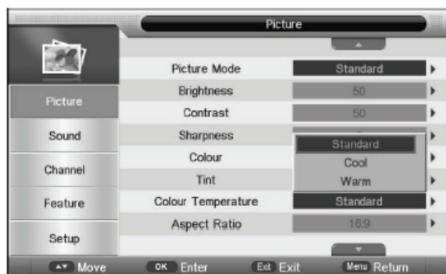 Picture
Picture Mode Standard
Brightness 50
Picture
Contrast 50
Sound
Sharpness
Standard
Colour
Cool
Channel
Tint
Warm
Feature
Colour Temperature Standard
Aspect Ratio 16:9
Setup
Move OK Enter Exit Exit Menu Return